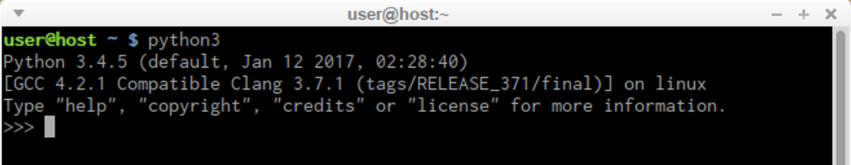 user@host:~
user@host ~ $ python3
Python 3.4.5 (default, Jan 12 2017, 02:28:40)
[GCC 4.2.1 Compatible Clang 3.7.1 (tags/RELEASE_371/final)] on linux
Type "help", "copyright", "credits" or "license" for more information.
>>>